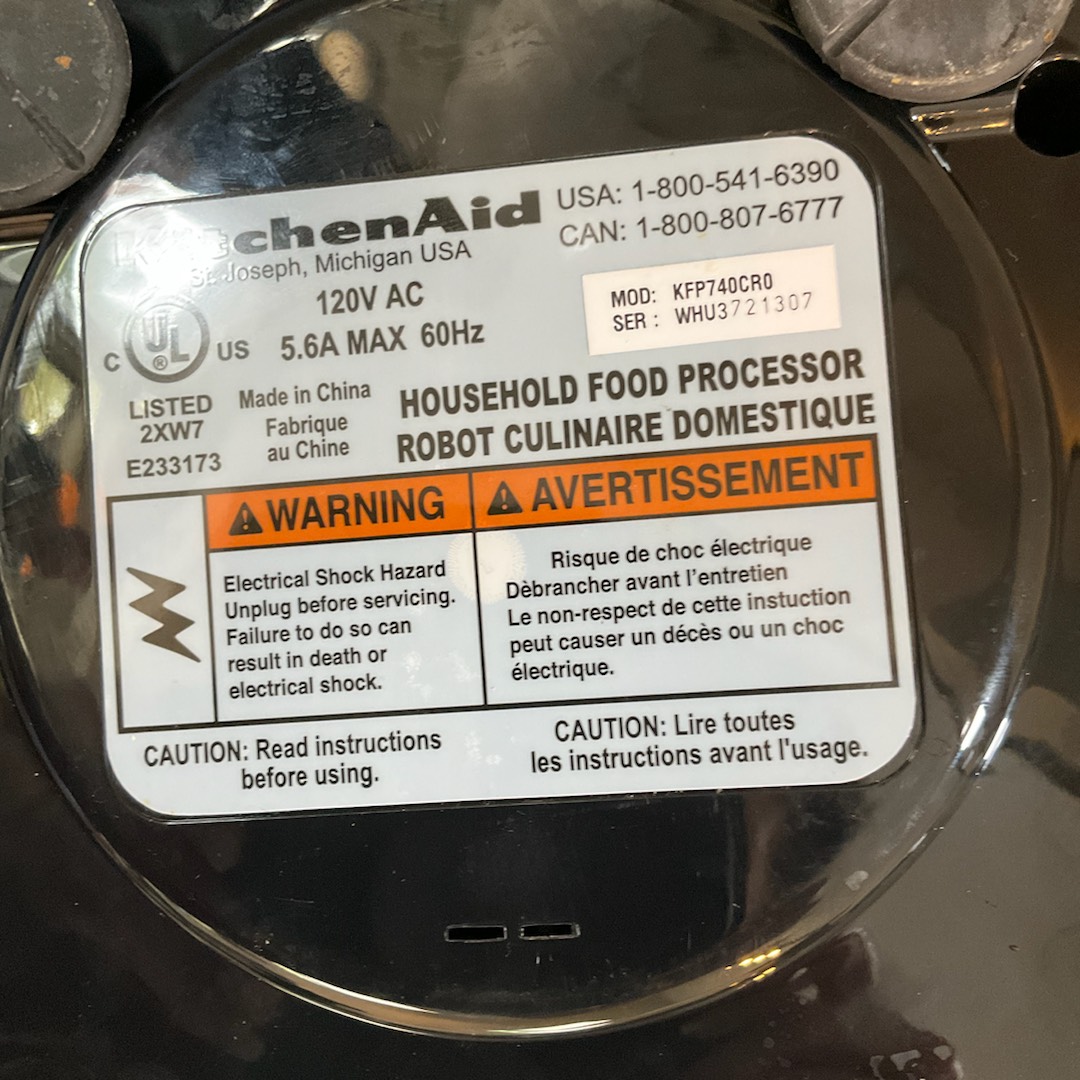 KitchenAid
St. Joseph, Michigan USA
USA: 1-800-541-6390
CAN: 1-800-807-6777
120V AC
5.6A MAX 60Hz
MOD: KFP740CR0
SER : WHU3721307
C UL ® US
LISTED
2XW7
E233173
Made in China
Fabrique
au Chine
HOUSEHOLD FOOD PROCESSOR
ROBOT CULINAIRE DOMESTIQUE
WARNING
Electrical Shock Hazard
Unplug before servicing.
Failure to do so can
result in death or
electrical shock.
AVERTISSEMENT
Risque de choc électrique
Dèbrancher avant l'entretien
Le non-respect de cette instuction
peut causer un décès ou un choc
électrique.
CAUTION: Read instructions
before using.
CAUTION: Lire toutes
les instructions avant l'usage.